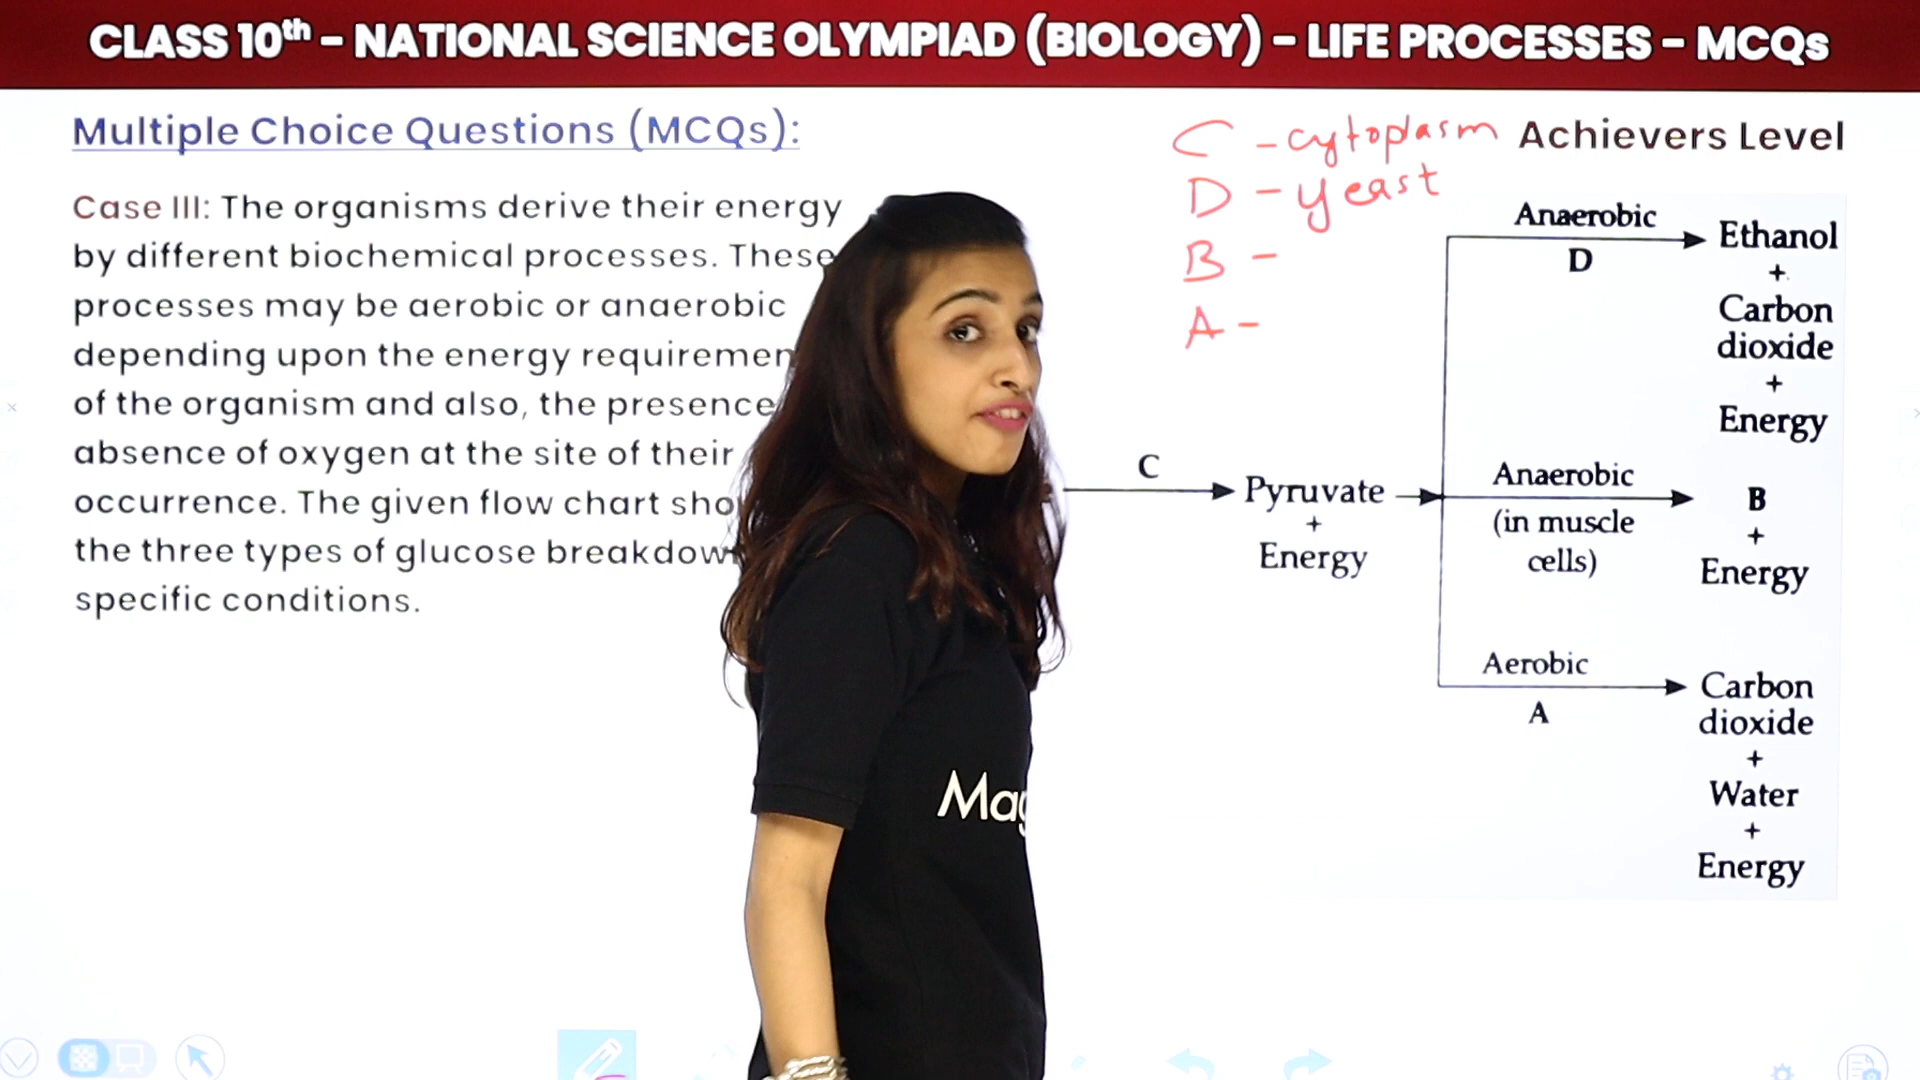 CLASS 10th - NATIONAL SCIENCE OLYMPIAD (BIOLOGY) - LIFE PROCESSES - MCQs
Multiple Choice Questions (MCQs):
Achievers Level
Case III: The organisms derive their energy
by different biochemical processes. These
processes may be aerobic or anaerobic
depending upon the energy
of the organism and also, the presence
absence of oxygen at the site of their
occurrence. The given flow chart
the three types of glucose
specific conditions.
C - cytoplasm
D - yeast
B -
A -
C
Pyruvate
+
Energy
Anaerobic
D
Ethanol
+
Carbon
dioxide
+
Energy
Anaerobic
(in muscle
cells)
B
+
Energy
Aerobic
A
Carbon
dioxide
+
Water
+
Energy